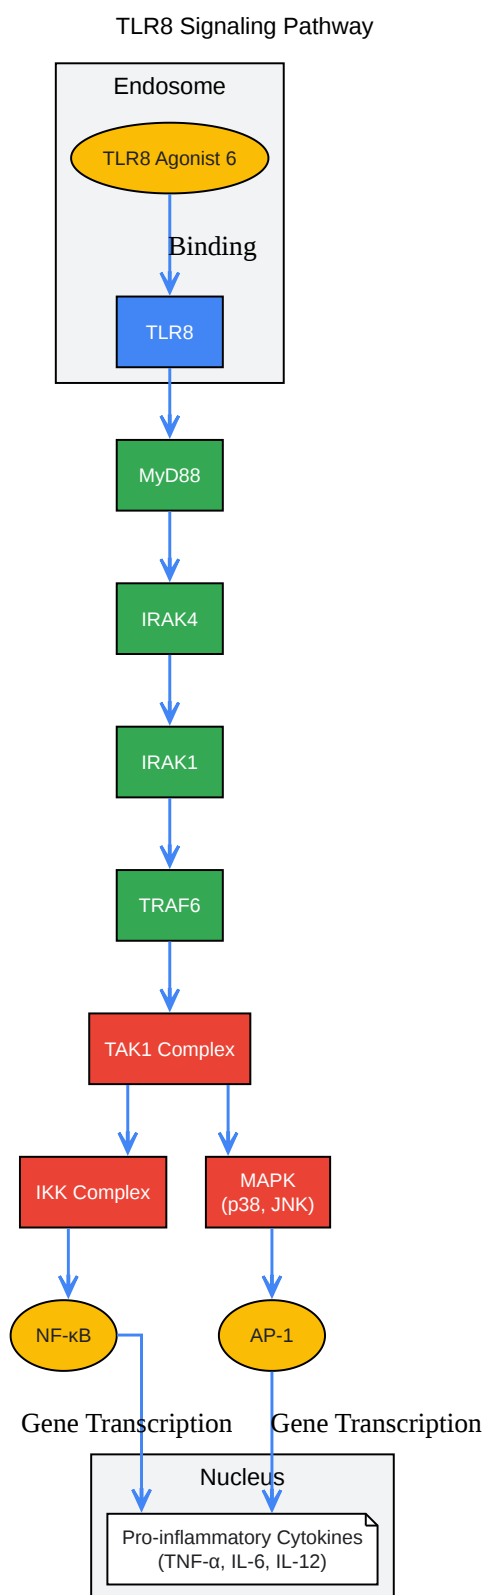 TLR8 Signaling Pathway
Endosome
TLR8 Agonist 6
Binding
TLR8
MyD88
IRAK4
IRAK1
TRAF6
TAK1 Complex
IKK Complex
MAPK
(p38, JNK)
NF-κB
AP-1
Gene Transcription
Gene Transcription
Nucleus
Pro-inflammatory Cytokines
(TNF-α, IL-6, IL-12)